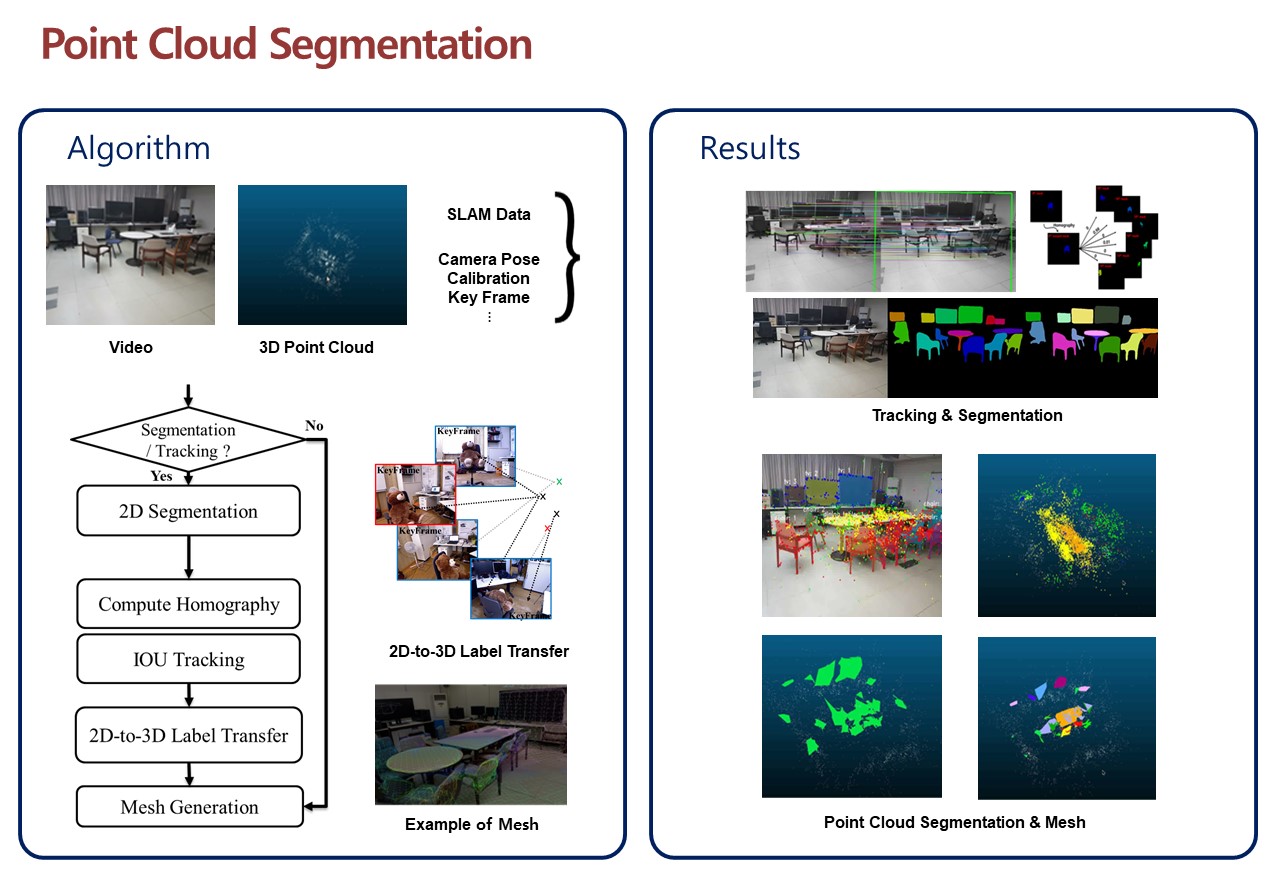 Point Cloud Segmentation
Algorithm
SLAM Data
Camera Pose
Calibration
Key Frame
⋮
Video
3D Point Cloud
Segmentation
/ Tracking ?
No
Yes
2D Segmentation
Compute Homography
IOU Tracking
2D-to-3D Label Transfer
Mesh Generation
KeyFrame
KeyFrame
KeyFrame
KeyFrame
x
x
x
x
2D-to-3D Label Transfer
Example of Mesh
Results
Homography
Tracking & Segmentation
Point Cloud Segmentation & Mesh